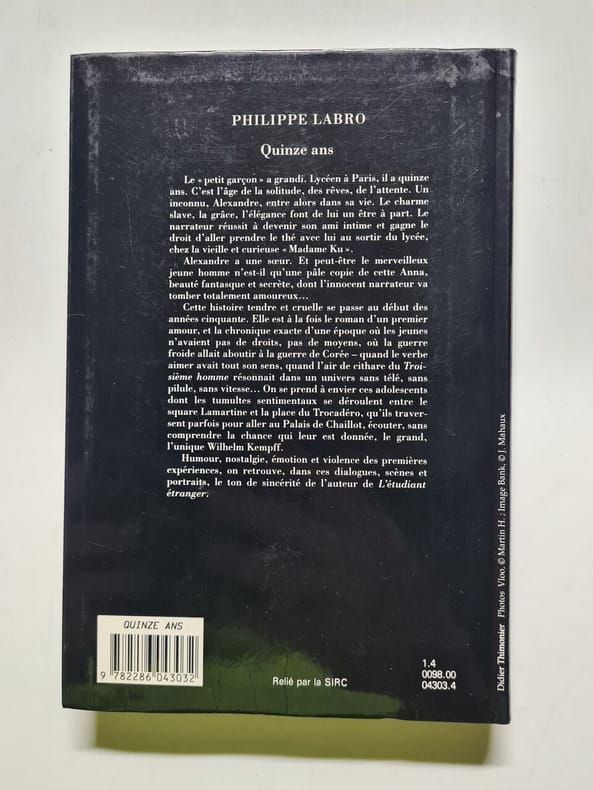 PHILIPPE LABRO
Quinze ans
Le « petit garçon » a grandi. Lycéen à Paris, il a quinze
ans. C'est l'âge de la solitude, des rêves, de l'attente. Un
inconnu, Alexandre, entre alors dans sa vie. Le charme
slave, la grâce, l'élégance font de lui un être à part. Le
narrateur réussit à devenir son ami intime et gagne le
droit d'aller prendre le thé avec lui au sortir du lycée,
chez la vieille et curieuse « Madame Ku ».
Alexandre a une sœur. Et peut-être le merveilleux
jeune homme n'est-il qu'une pâle copie de cette Anna,
beauté fantasque et secrète, dont l'innocent narrateur va
tomber totalement amoureux...
Cette histoire tendre et cruelle se passe au début des
années cinquante. Elle est à la fois le roman d'un premier
amour, et la chronique exacte d'une époque où les jeunes
n'avaient pas de droits, pas de moyens, où la guerre
froide allait aboutir à la guerre de Corée – quand le verbe
aimer avait tout son sens, quand l'air de cithare du Troi-
sième homme résonnait dans un univers sans télé, sans
pilule, sans vitesse... On se prend à envier ces adolescents
dont les tumultes sentimentaux se déroulent entre le
square Lamartine et la place du Trocadéro, qu'ils traver-
sent parfois pour aller au Palais de Chaillot, écouter, sans
comprendre la chance qui leur est donnée, le grand,
l'unique Wilhelm Kempff.
Humour, nostalgie, émotion et violence des premières
expériences, on retrouve, dans ces dialogues, scènes et
portraits, le ton de sincérité de l'auteur de L'étudiant
étranger.
QUINZE ANS
9 782286 043032
Relié par la SIRC
1.4
0098.00
04303.4
Didier Thimonier Photos Vloo, © Martin H. ; Image Bank, © J. Mahaux